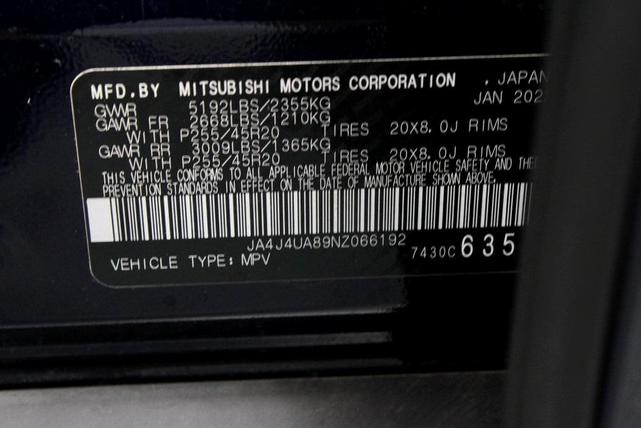 MFD.BY MITSUBISHI MOTORS CORPORATION , JAPAN
JAN 202
GVWR 5192LBS/2355KG
GAWR FR 2668LBS/1210KG
WITH P255/45R20 TIRES 20X8.0J RIMS
GAWR RR 3009LBS/1365KG
WITH P255/45R20 TIRES 20X8.0J RIMS
THIS VEHICLE CONFORMS TO ALL APPLICABLE FEDERAL MOTOR VEHICLE SAFETY AND
PREVENTION STANDARDS IN EFFECT ON THE DATE OF MANUFACTURE SHOWN ABOVE.
JA4J4UA89NZ066192
VEHICLE TYPE: MPV 7430C 635